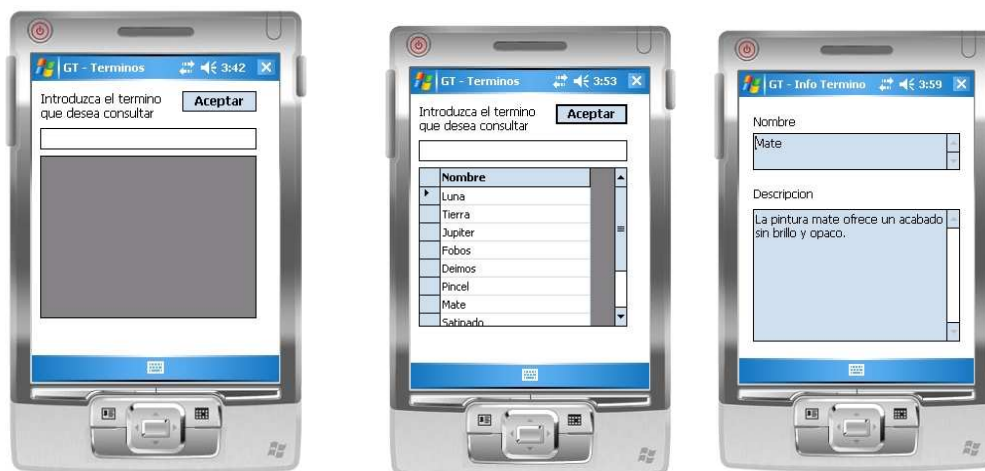 GT - Terminos 3:42
Introduzca el termino
que desea consultar
Aceptar
GT - Terminos 3:53
Introduzca el termino
que desea consultar
Aceptar
Nombre
Luna
Tierra
Jupiter
Fobos
Deimos
Pincel
Mate
Satinado
GT - Info Termino 3:59
Nombre
Mate
Descripcion
La pintura mate ofrece un acabado
sin brillo y opaco.